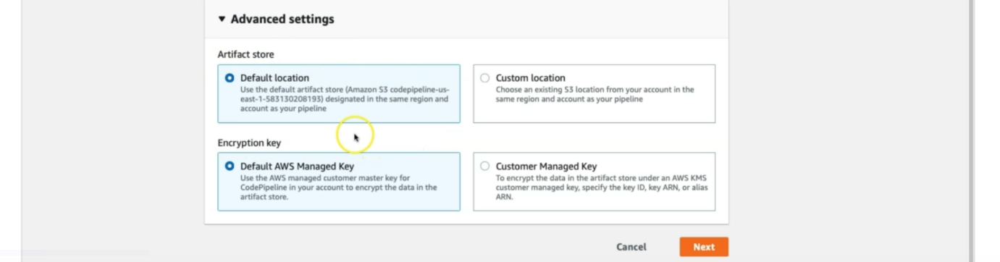 Advanced settings
Artifact store
Default location
Use the default artifact store (Amazon S3 codepipeline-us-
east-1-583130208193) designated in the same region and
account as your pipeline
Custom location
Choose an existing S3 location from your account in the
same region and account as your pipeline
Encryption key
Default AWS Managed Key
Use the AWS managed customer master key for
CodePipeline in your account to encrypt the data in the
artifact store.
Customer Managed Key
To encrypt the data in the artifact store under an AWS KMS
customer managed key, specify the key ID, key ARN, or alias
ARN.
Cancel
Next